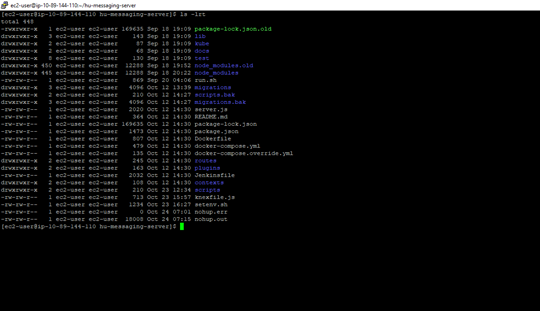 ec2-user@ip-10-89-144-110:~/hu-messaging-server
[ec2-user@ip-10-89-144-110 hu-messaging-server]$ ls -lrt
total 448
-rwxrwxr-x 1 ec2-user ec2-user 169635 Sep 18 19:09 package-lock.json.old
drwxrwxr-x 3 ec2-user ec2-user 143 Sep 18 19:09 lib
drwxrwxr-x 2 ec2-user ec2-user 87 Sep 18 19:09 kube
drwxrwxr-x 2 ec2-user ec2-user 68 Sep 18 19:09 docs
drwxrwxr-x 8 ec2-user ec2-user 130 Sep 18 19:09 test
drwxrwxr-x 450 ec2-user ec2-user 12288 Sep 18 19:52 node_modules.old
drwxrwxr-x 445 ec2-user ec2-user 12288 Sep 18 20:22 node_modules
-rw-rw-r-- 1 ec2-user ec2-user 869 Sep 20 04:06 run.sh
drwxrwxr-x 3 ec2-user ec2-user 4096 Oct 12 13:39 migrations
drwxrwxr-x 2 ec2-user ec2-user 210 Oct 12 14:27 scripts.bak
drwxrwxr-x 3 ec2-user ec2-user 4096 Oct 12 14:27 migrations.bak
-rw-rw-r-- 1 ec2-user ec2-user 2020 Oct 12 14:30 server.js
-rw-rw-r-- 1 ec2-user ec2-user 364 Oct 12 14:30 README.md
-rw-rw-r-- 1 ec2-user ec2-user 169635 Oct 12 14:30 package-lock.json
-rw-rw-r-- 1 ec2-user ec2-user 1473 Oct 12 14:30 package.json
-rw-rw-r-- 1 ec2-user ec2-user 807 Oct 12 14:30 Dockerfile
-rw-rw-r-- 1 ec2-user ec2-user 479 Oct 12 14:30 docker-compose.yml
-rw-rw-r-- 1 ec2-user ec2-user 135 Oct 12 14:30 docker-compose.override.yml
drwxrwxr-x 2 ec2-user ec2-user 245 Oct 12 14:30 routes
drwxrwxr-x 2 ec2-user ec2-user 163 Oct 12 14:30 plugins
-rw-rw-r-- 1 ec2-user ec2-user 2032 Oct 12 14:30 Jenkinsfile
drwxrwxr-x 2 ec2-user ec2-user 108 Oct 12 14:30 contexts
drwxrwxr-x 2 ec2-user ec2-user 210 Oct 23 12:34 scripts
-rw-rw-r-- 1 ec2-user ec2-user 713 Oct 23 15:57 knexfile.js
-rw-rw-r-- 1 ec2-user ec2-user 1234 Oct 23 16:27 setenv.sh
-rw-rw-r-- 1 ec2-user ec2-user 0 Oct 24 07:01 nohup.err
-rw-rw-r-- 1 ec2-user ec2-user 18008 Oct 24 07:15 nohup.out
[ec2-user@ip-10-89-144-110 hu-messaging-server]$